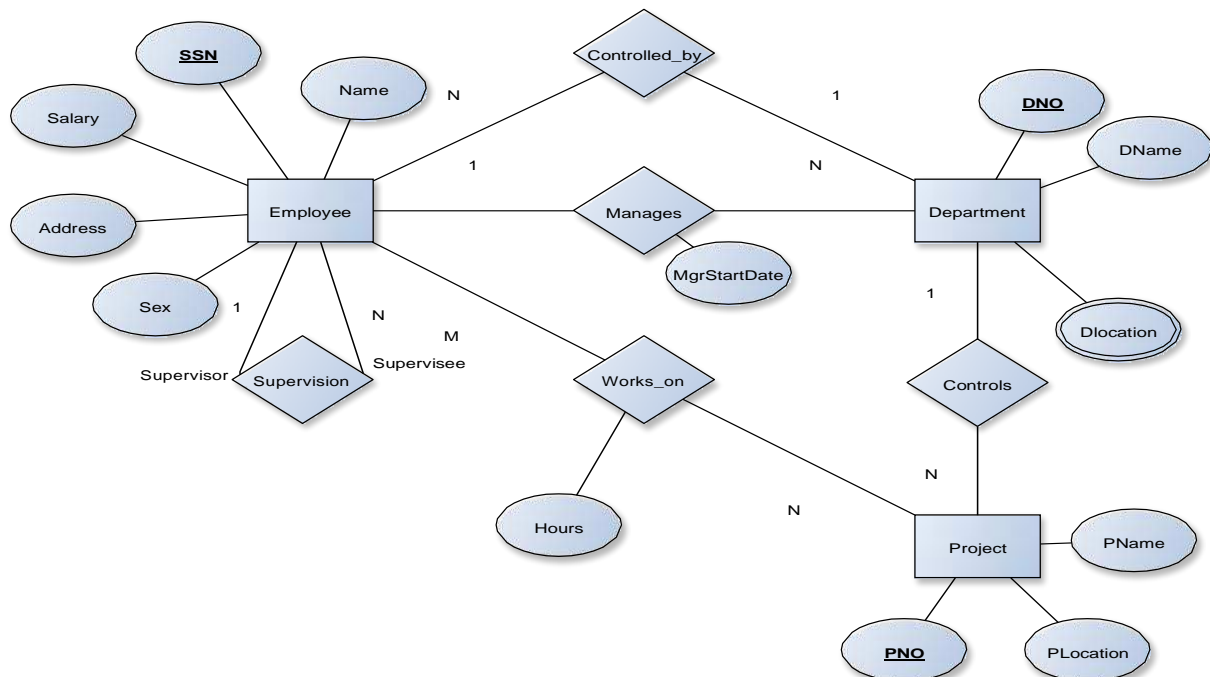 Controlled_by
SSN
Name
N
1
DNO
Salary
DName
1
N
Employee
Manages
Department
Address
MgrStartDate
Sex
1
N
M
1
Dlocation
Supervisor
Supervision
Supervisee
Works_on
Controls
N
Hours
N
Project
PName
PNO
PLocation